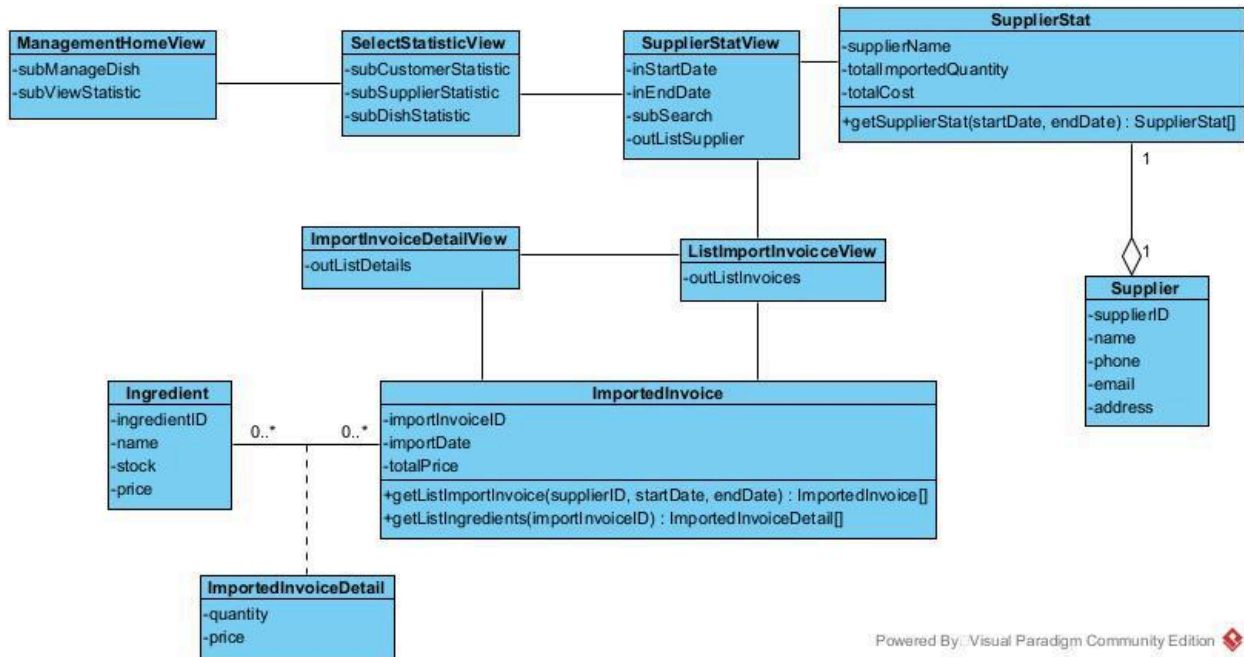 ManagementHomeView
-subManageDish
-subViewStatistic
SelectStatisticView
-subCustomerStatistic
-subSupplierStatistic
-subDishStatistic
SupplierStatView
-inStartDate
-inEndDate
-subSearch
-outListSupplier
SupplierStat
-supplierName
-totalImportedQuantity
-totalCost
+getSupplierStat(startDate, endDate) : SupplierStat[]
1
1
ImportInvoiceDetailView
-outListDetails
ListImportInvoicceView
-outListInvoices
Supplier
-supplierID
-name
-phone
-email
-address
Ingredient
-ingredientID
-name
-stock
-price
0..*
0..*
ImportedInvoice
-importInvoiceID
-importDate
-totalPrice
+getListImportInvoice(supplierID, startDate, endDate) : ImportedInvoice[]
+getListIngredients(importInvoiceID) : ImportedInvoiceDetail[]
ImportedInvoiceDetail
-quantity
-price
Powered By Visual Paradigm Community Edition